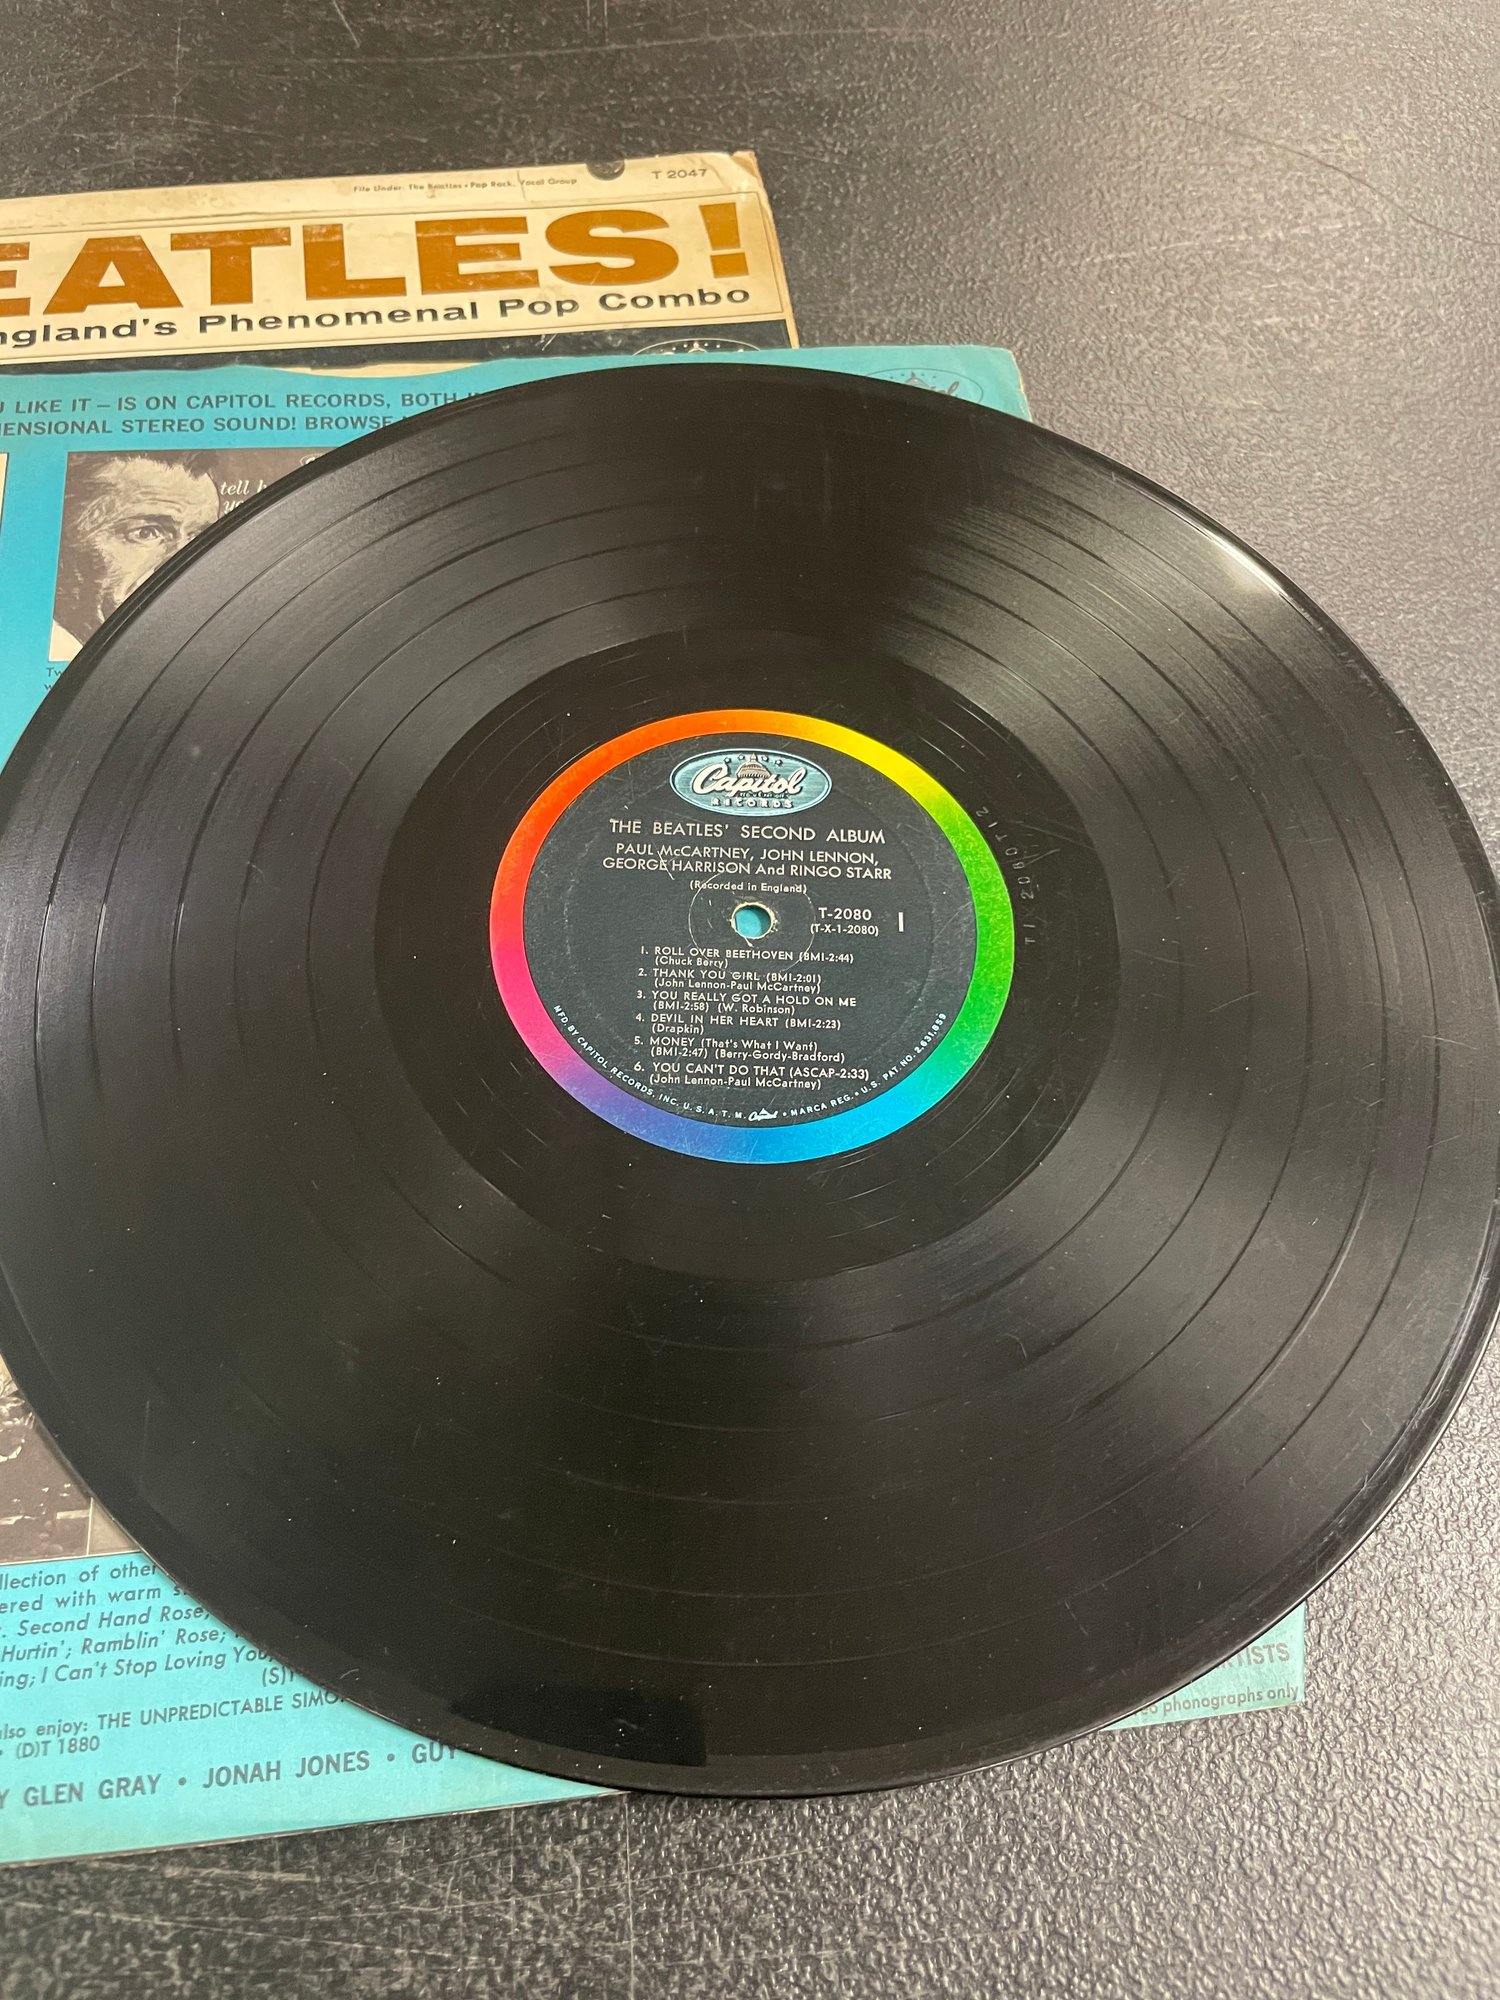 File Under: The Beatles • Pop Rock, Vocal Group
T 2047
EATLES!
ngland's Phenomenal Pop Combo
U LIKE IT – IS ON CAPITOL RECORDS, BOTH
ENSIONAL STEREO SOUND! BROWSE
Capitol
tell
Capitol
RECORDS
THE BEATLES' SECOND ALBUM
PAUL McCARTNEY, JOHN LENNON,
GEORGE HARRISON And RINGO STARR
(Recorded in England)
T-2080
(T-X-1-2080)
1
1. ROLL OVER BEETHOVEN (BMI-2:44)
(Chuck Berry)
2. THANK YOU GIRL (BMI-2:01)
(John Lennon-Paul McCartney)
3. YOU REALLY GOT A HOLD ON ME
(BMI-2:58) (W. Robinson)
4. DEVIL IN HER HEART (BMI-2:23)
(Drapkin)
5. MONEY (That's What I Want)
(BMI-2:47) (Berry-Gordy-Bradford)
6. YOU CAN'T DO THAT (ASCAP-2:33)
(John Lennon-Paul McCartney)
MFD. BY CAPITOL RECORDS, INC. U. S. A. T. M. Capitol • MARCA REG. • U. S. PAT. NO. 2,631,859
T1X2080T12
llection of other
ered with warm
. Second Hand Rose;
Hurtin'; Ramblin' Rose;
ing; I Can't Stop Loving You
(S)T
also enjoy: THE UNPREDICTABLE
• (D)T 1880
Y GLEN GRAY • JONAH JONES • GUY
ARTISTS
phonographs only